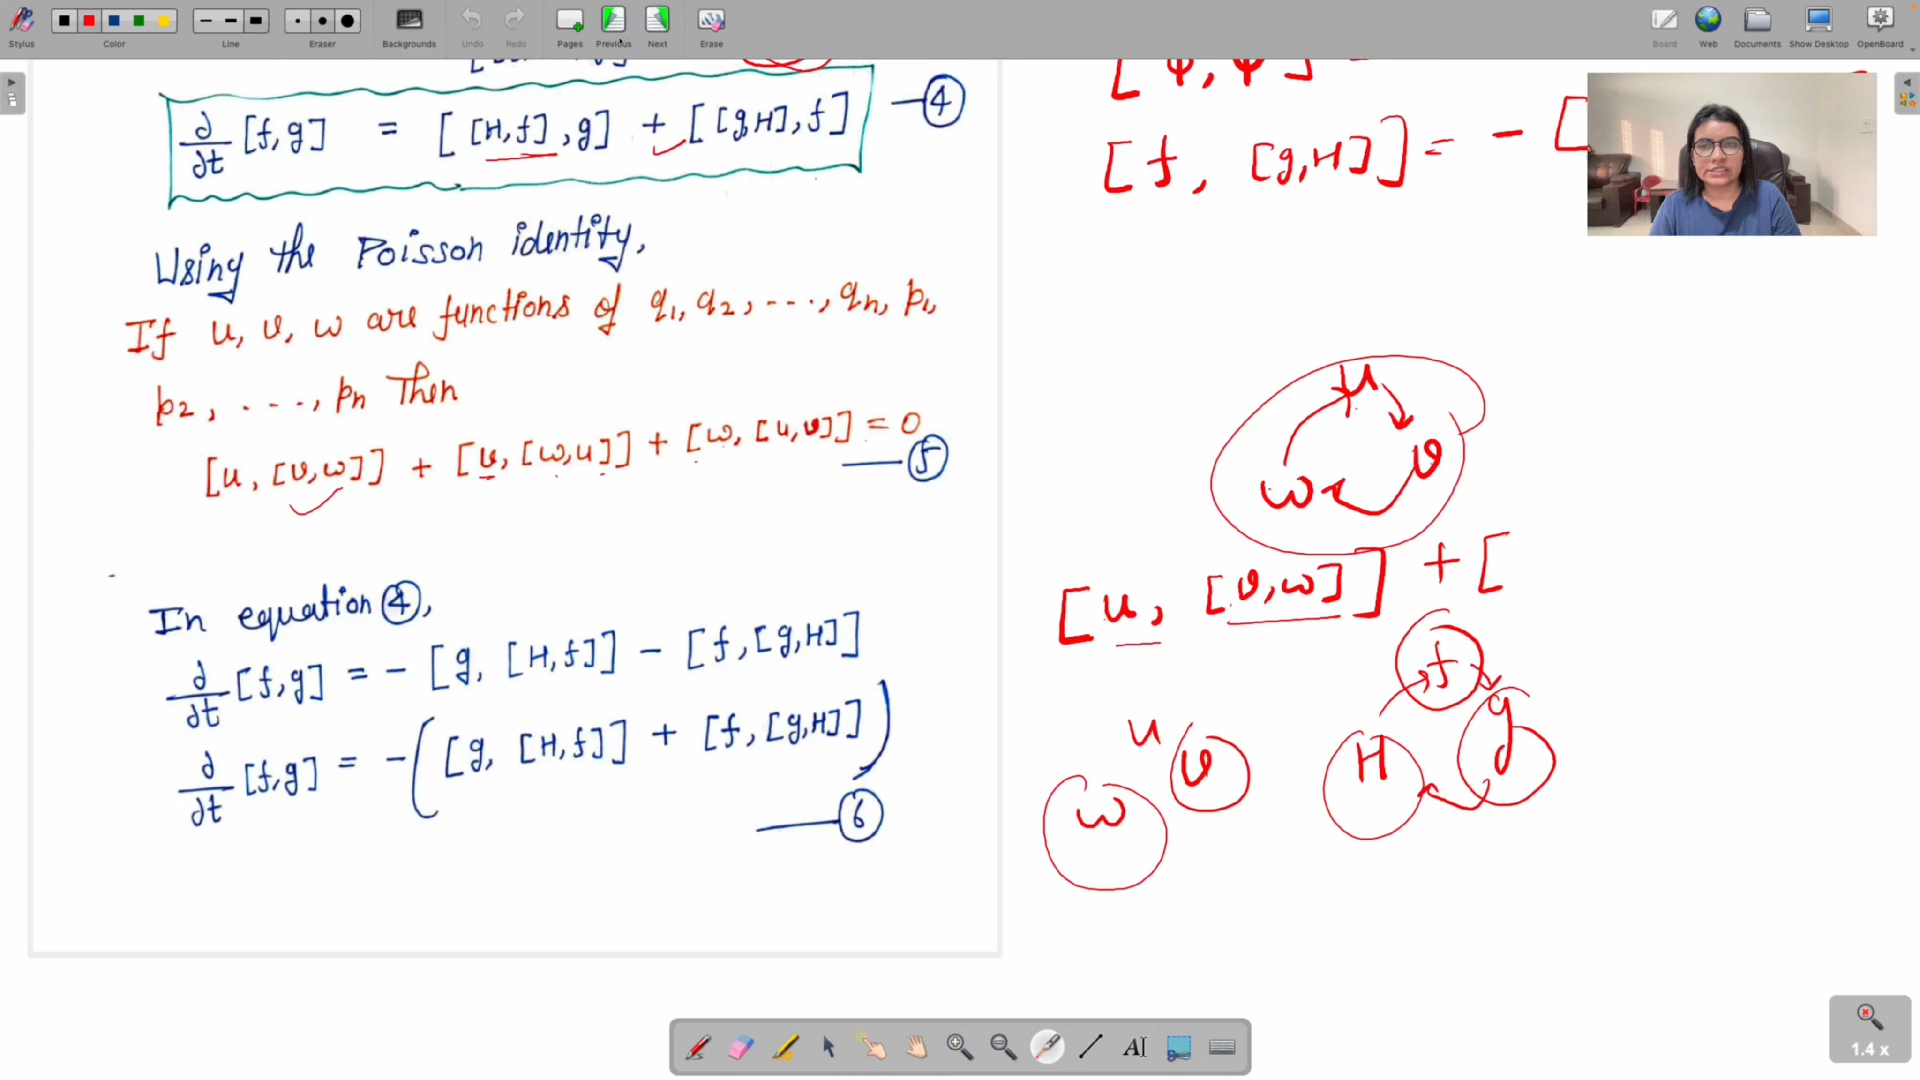 Stylus Color Line Eraser Backgrounds Undo Redo Pages Previous Next Erase Board Web Documents Show Desktop OpenBoard
∂/∂t [f,g] = [[H,f],g] + [[g,H],f] —④
Using the Poisson identity,
If u, v, w are functions of q1, q2, ...., qn, p1,
p2, ...., pn Then
[u, [v,w]] + [v, [w,u]] + [w, [u,v]] = 0
—⑤
In equation ④,
∂/∂t [f,g] = - [g, [H,f]] - [f, [g,H]]
∂/∂t [f,g] = -([g, [H,f]] + [f, [g,H]])
—⑥
[ψ, φ]
[f, [g,H]] = - [
u
v
w
[u, [v,w]] + [
f
g
H
u
v
w
1.4 x